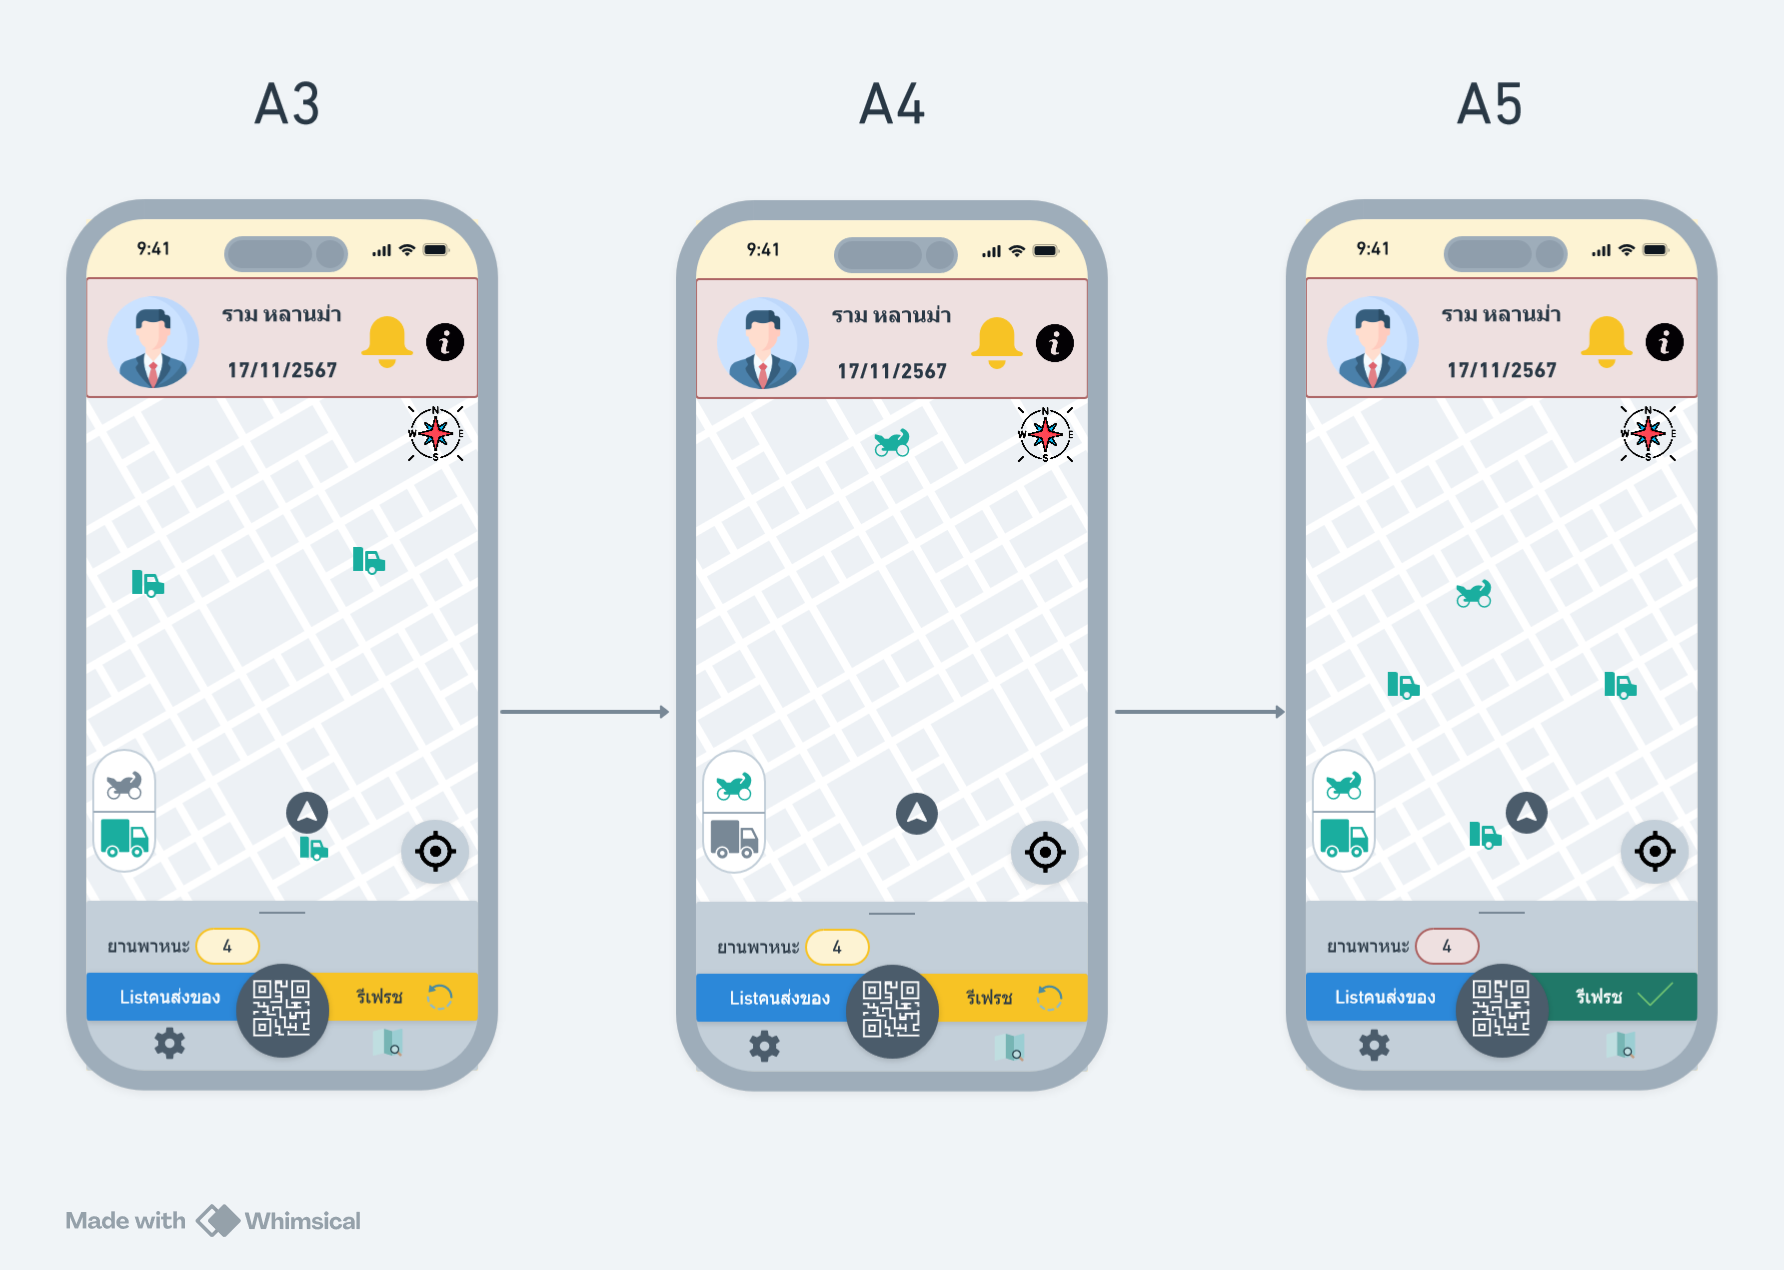 A3
A4
A5
9:41
ราม หลานม่า
17/11/2567
i
N
W E
S
ยานพาหนะ 4
Listคนส่งของ
รีเฟรช
9:41
ราม หลานม่า
17/11/2567
i
N
W E
S
ยานพาหนะ 4
Listคนส่งของ
รีเฟรช
9:41
ราม หลานม่า
17/11/2567
i
N
W E
S
ยานพาหนะ 4
Listคนส่งของ
รีเฟรช
Made with Whimsical